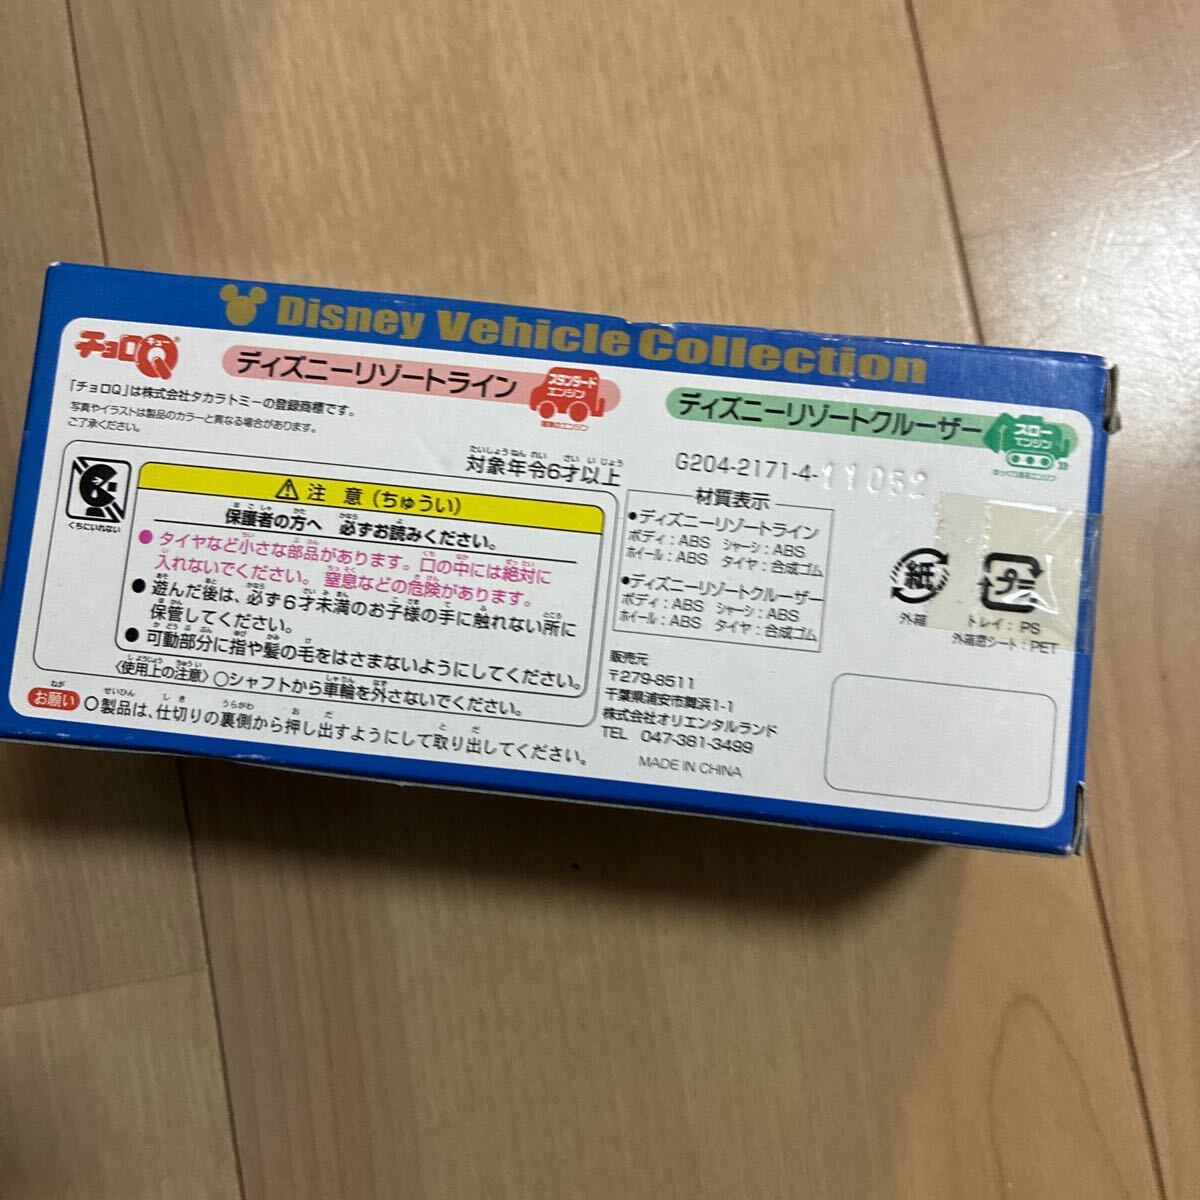 Disney Vehicle Collection
チョロQ キュー
ディズニーリゾートライン
スタンダード
エンジン
「チョロQ」は株式会社タカラトミーの登録商標です。
写真やイラストは製品のカラーと異なる場合があります。
ご了承ください。
ディズニーリゾートクルーザー
スロー
エンジン
対象年令6才以上
くちにいれない
注 意(ちゅうい)
保護者の方へ 必ずお読みください。
●タイヤなど小さな部品があります。口の中には絶対に
入れないでください。窒息などの危険があります。
●遊んだ後は、必ず6才未満のお子様の手に触れない所に
保管してください。
●可動部分に指や髪の毛をはさまないようにしてください。
〈使用上の注意〉○シャフトから車輪を外さないでください。
お願い ○製品は、仕切りの裏側から押し出すようにして取り出してください。
G204-2171-4-11052
材質表示
●ディズニーリゾートライン
ボディ:ABS シャーシ:ABS
ホイール:ABS タイヤ:合成ゴム
●ディズニーリゾートクルーザー
ボディ:ABS シャーシ:ABS
ホイール:ABS タイヤ:合成ゴム
販売元
〒279-8511
千葉県浦安市舞浜1-1
株式会社オリエンタルランド
TEL 047-381-3499
MADE IN CHINA
紙
外箱
プラ
トレイ:PS
外箱窓シート:PET